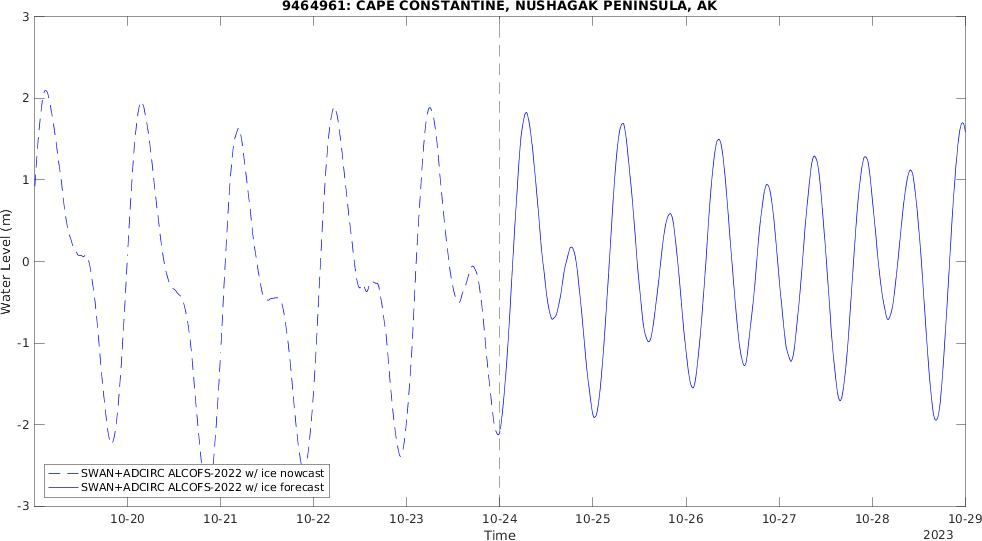 9464961: CAPE CONSTANTINE, NUSHAGAK PENINSULA, AK
3
2
1
0
-1
-2
-3
Water Level (m)
SWAN+ADCIRC ALCOFS-2022 w/ ice nowcast
SWAN+ADCIRC ALCOFS-2022 w/ ice forecast
10-20 10-21 10-22 10-23 10-24 10-25 10-26 10-27 10-28 10-29
Time
2023